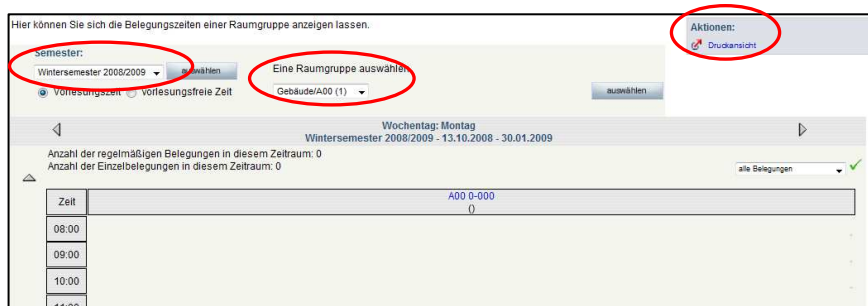 Hier können Sie sich die Belegungszeiten einer Raumgruppe anzeigen lassen.
Aktionen:
Druckansicht
Semester:
Wintersemester 2008/2009
auswählen
Eine Raumgruppe auswählen
Vorlesungszeit
Vorlesungsfreie Zeit
Gebäude/A00 (1)
auswählen
Wochentag: Montag
Wintersemester 2008/2009 - 13.10.2008 - 30.01.2009
Anzahl der regelmäßigen Belegungen in diesem Zeitraum: 0
Anzahl der Einzelbelegungen in diesem Zeitraum: 0
alle Belegungen
Zeit
A00 0-000
()
08:00
09:00
10:00
11:00